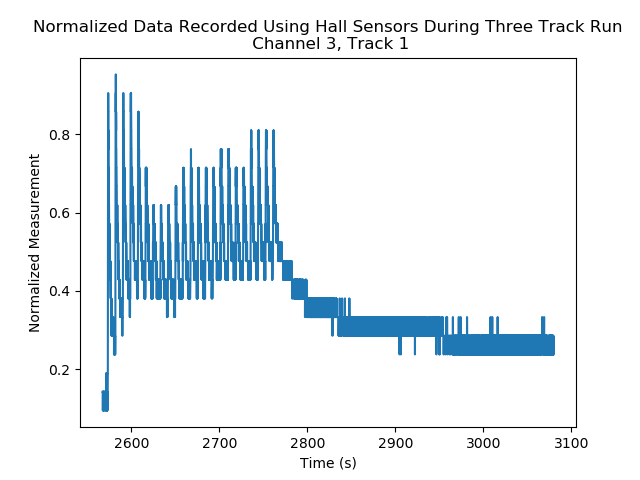 Normalized Data Recorded Using Hall Sensors During Three Track Run
Channel 3, Track 1
0.8
0.6
0.4
0.2
Normalized Measurement
2600 2700 2800 2900 3000 3100
Time (s)